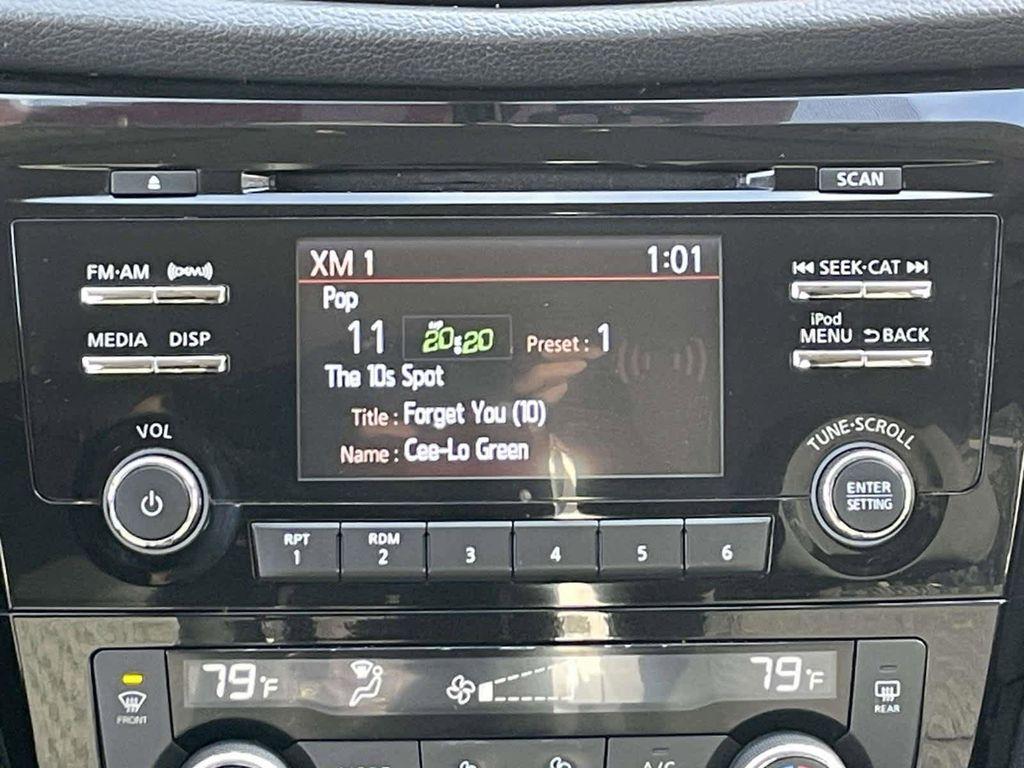 SCAN
FM·AM
XM 1 1:01
SEEK·CAT
Pop
11 20 20 Preset : 1
MEDIA DISP
iPod
MENU BACK
The 10s Spot
Title : Forget You (10)
Name : Cee-Lo Green
VOL
TUNE·SCROLL
ENTER
SETTING
RPT
1
RDM
2
3
4
5
6
79°F
79°F
FRONT
REAR
A/C